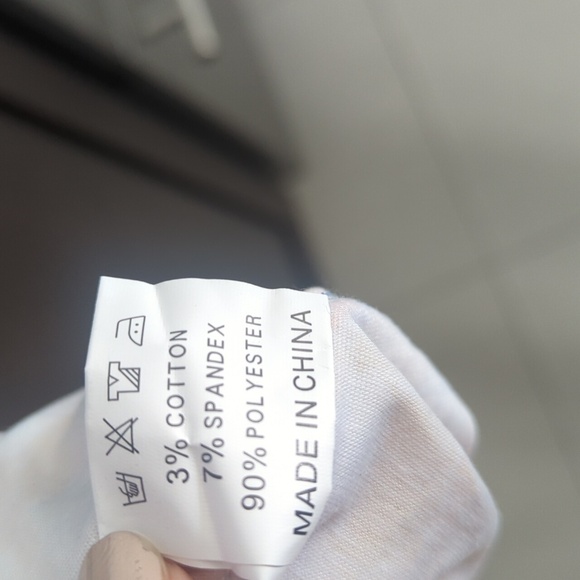 3% COTTON
7% SPANDEX
90% POLYESTER
MADE IN CHINA